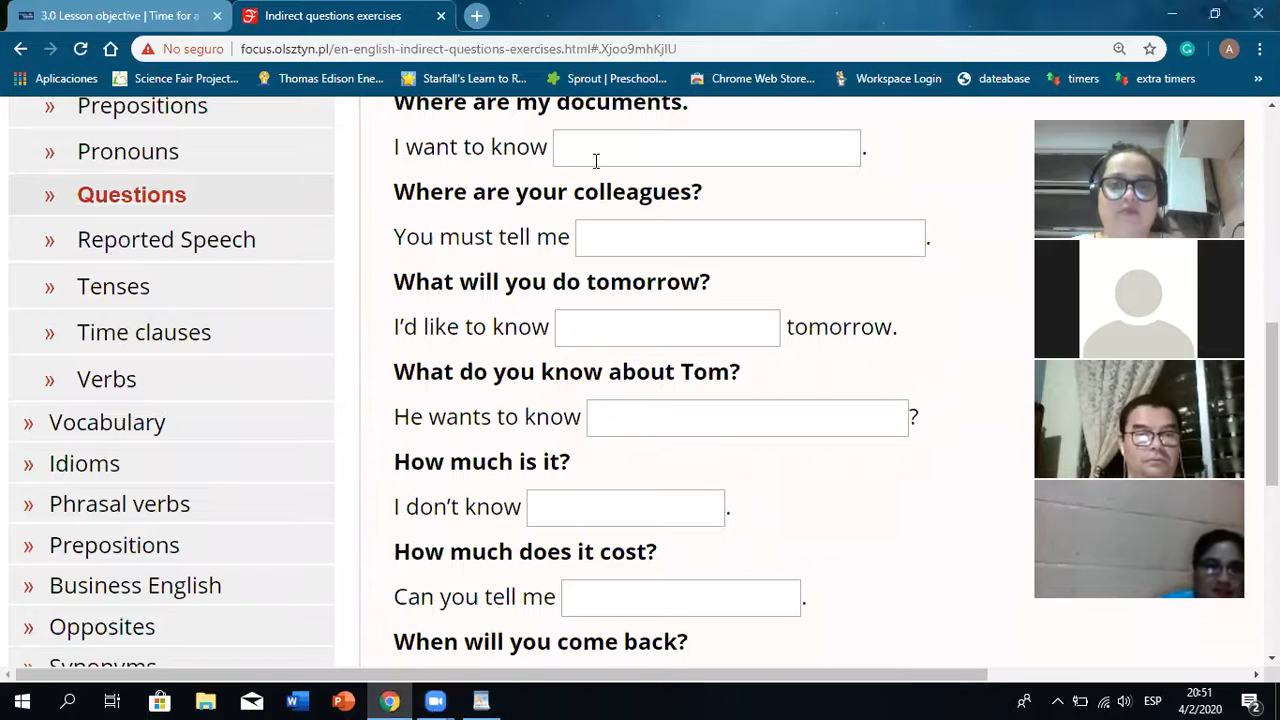 3.0 Lesson objective | Time for a
Indirect questions exercises
No seguro
focus.olsztyn.pl/en-english-indirect-questions-exercises.html#.Xjoo9mhKjIU
Aplicaciones
Science Fair Project...
Thomas Edison Ene...
Starfall's Learn to R...
Sprout | Preschool...
Chrome Web Store...
Workspace Login
dateabase
timers
extra timers
» Prepositions
» Pronouns
» Questions
» Reported Speech
» Tenses
» Time clauses
» Verbs
» Vocabulary
» Idioms
» Phrasal verbs
» Prepositions
» Business English
» Opposites
» Synonyms
Where are my documents.
I want to know .
Where are your colleagues?
You must tell me .
What will you do tomorrow?
I'd like to know tomorrow.
What do you know about Tom?
He wants to know ?
How much is it?
I don't know .
How much does it cost?
Can you tell me .
When will you come back?
ESP
20:51
4/2/2020
2